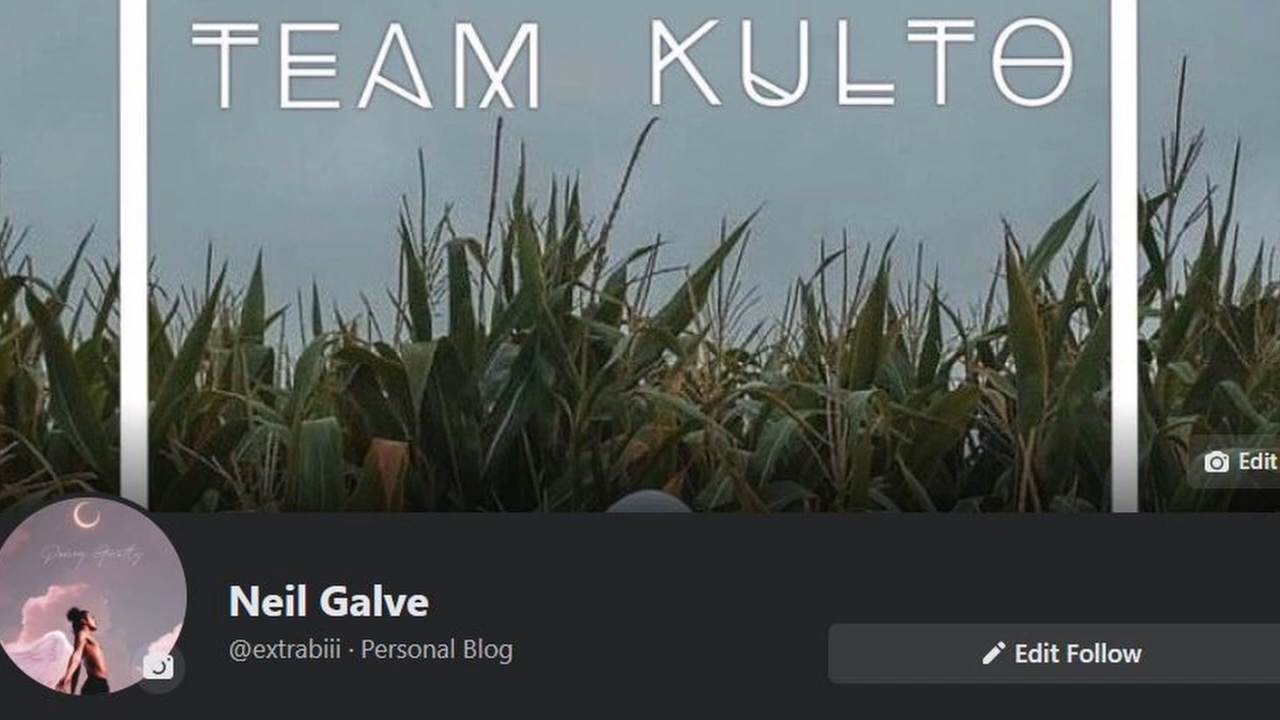 TEAM KULTO
Edit
Neil Galve
@extrabiii · Personal Blog
Edit Follow